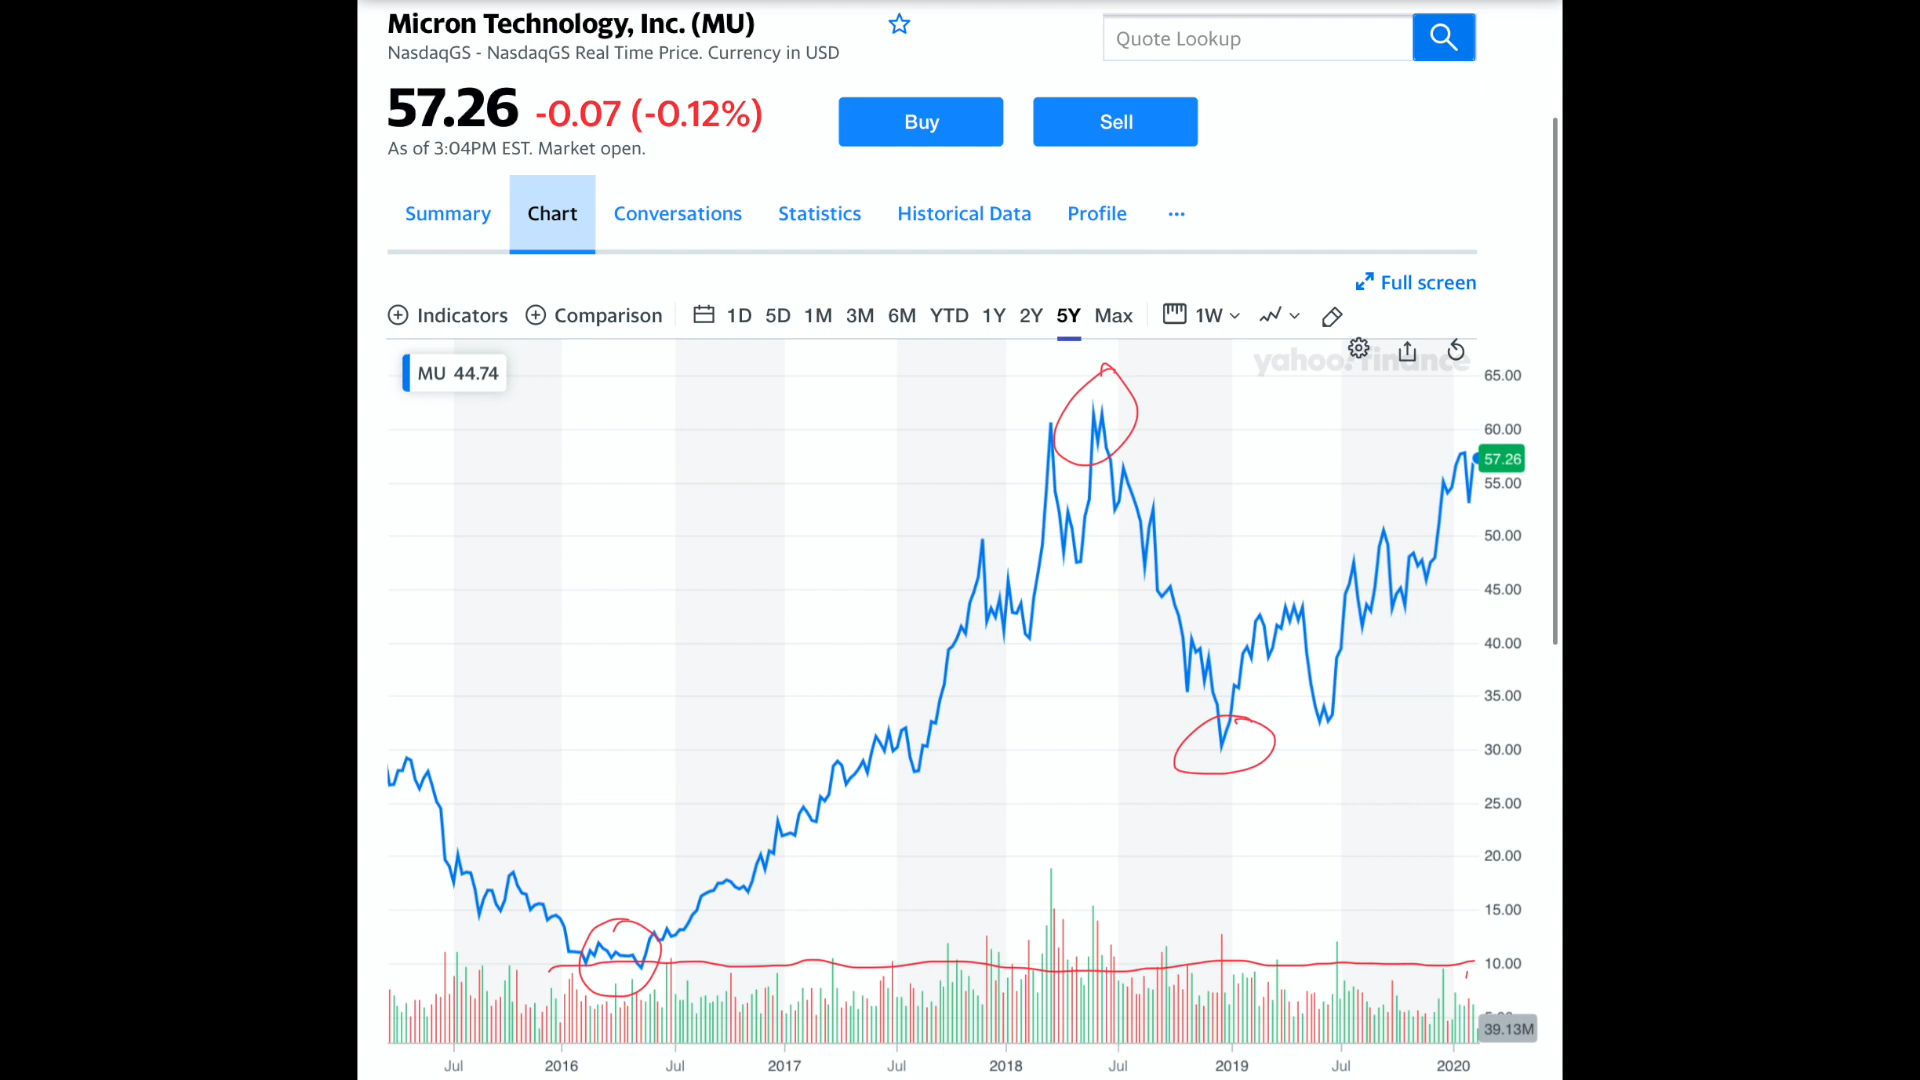 Micron Technology, Inc. (MU)
Quote Lookup
NasdaqGS - NasdaqGS Real Time Price. Currency in USD
57.26 -0.07 (-0.12%)
Buy
Sell
As of 3:04PM EST. Market open.
Summary Chart Conversations Statistics Historical Data Profile ...
Full screen
Indicators Comparison 1D 5D 1M 3M 6M YTD 1Y 2Y 5Y Max 1W
yahoo!finance
MU 44.74
65.00
60.00
57.26
55.00
50.00
45.00
40.00
35.00
30.00
25.00
20.00
15.00
10.00
39.13M
Jul 2016 Jul 2017 Jul 2018 Jul 2019 Jul 2020